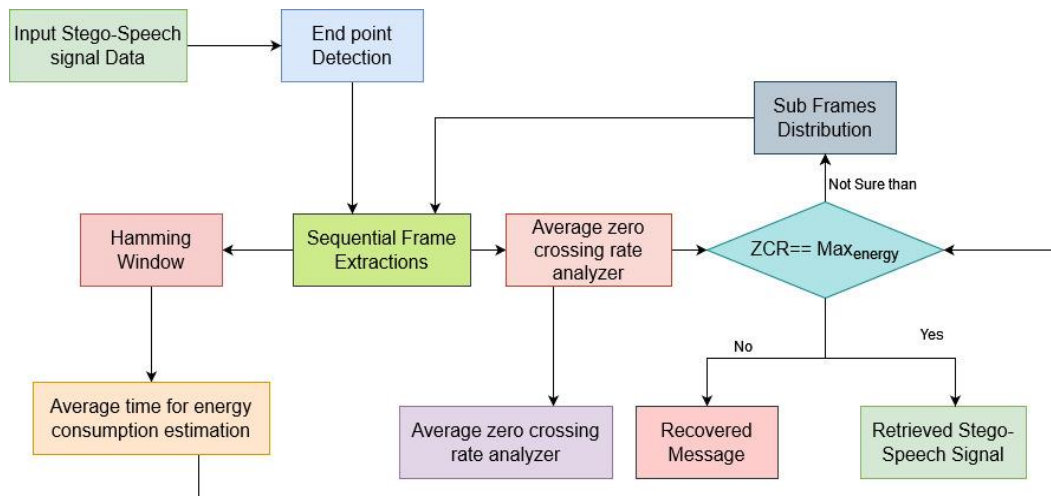 Input Stego-Speech
signal Data
End point
Detection
Sub Frames
Distribution
Not Sure than
Hamming
Window
Sequential Frame
Extractions
Average zero
crossing rate
analyzer
ZCR== Maxenergy
No
Yes
Average time for energy
consumption estimation
Average zero crossing
rate analyzer
Recovered
Message
Retrieved Stego-
Speech Signal